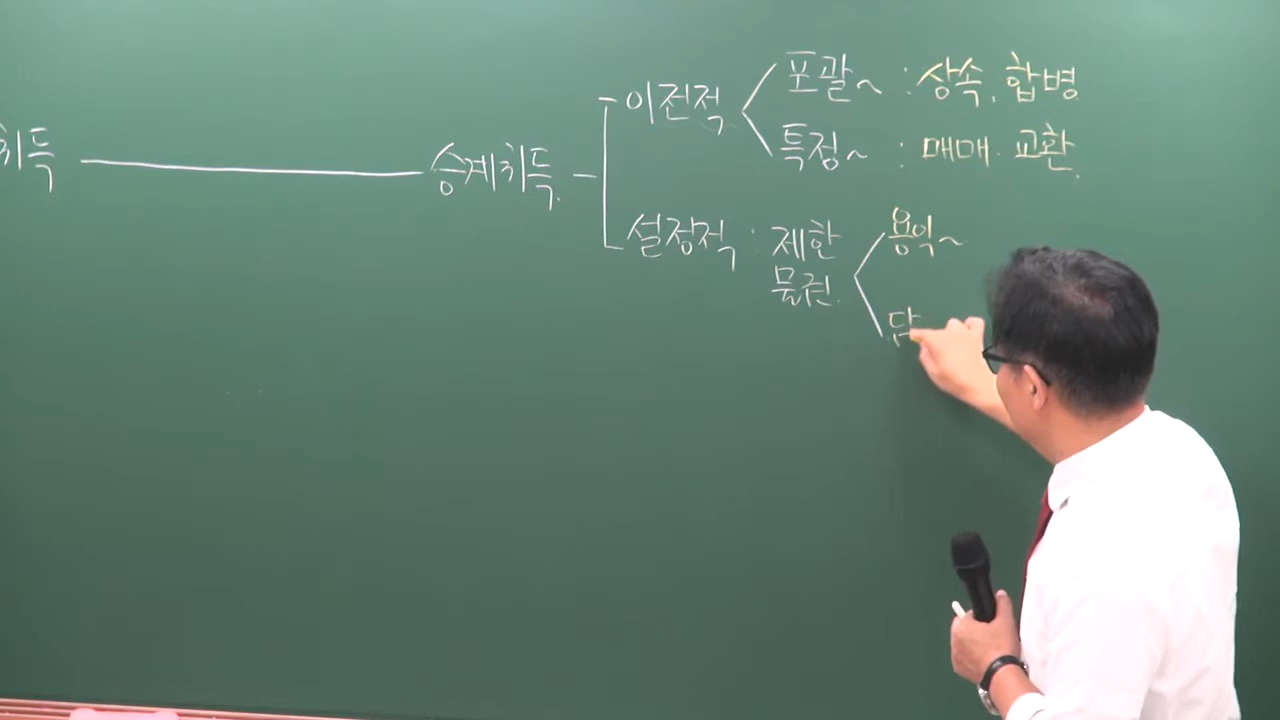 포괄~ : 상속, 합병
이전적
특정~ : 매매. 교환.
취득 승계취득.
설정적 : 제한
물권.
용익~
담